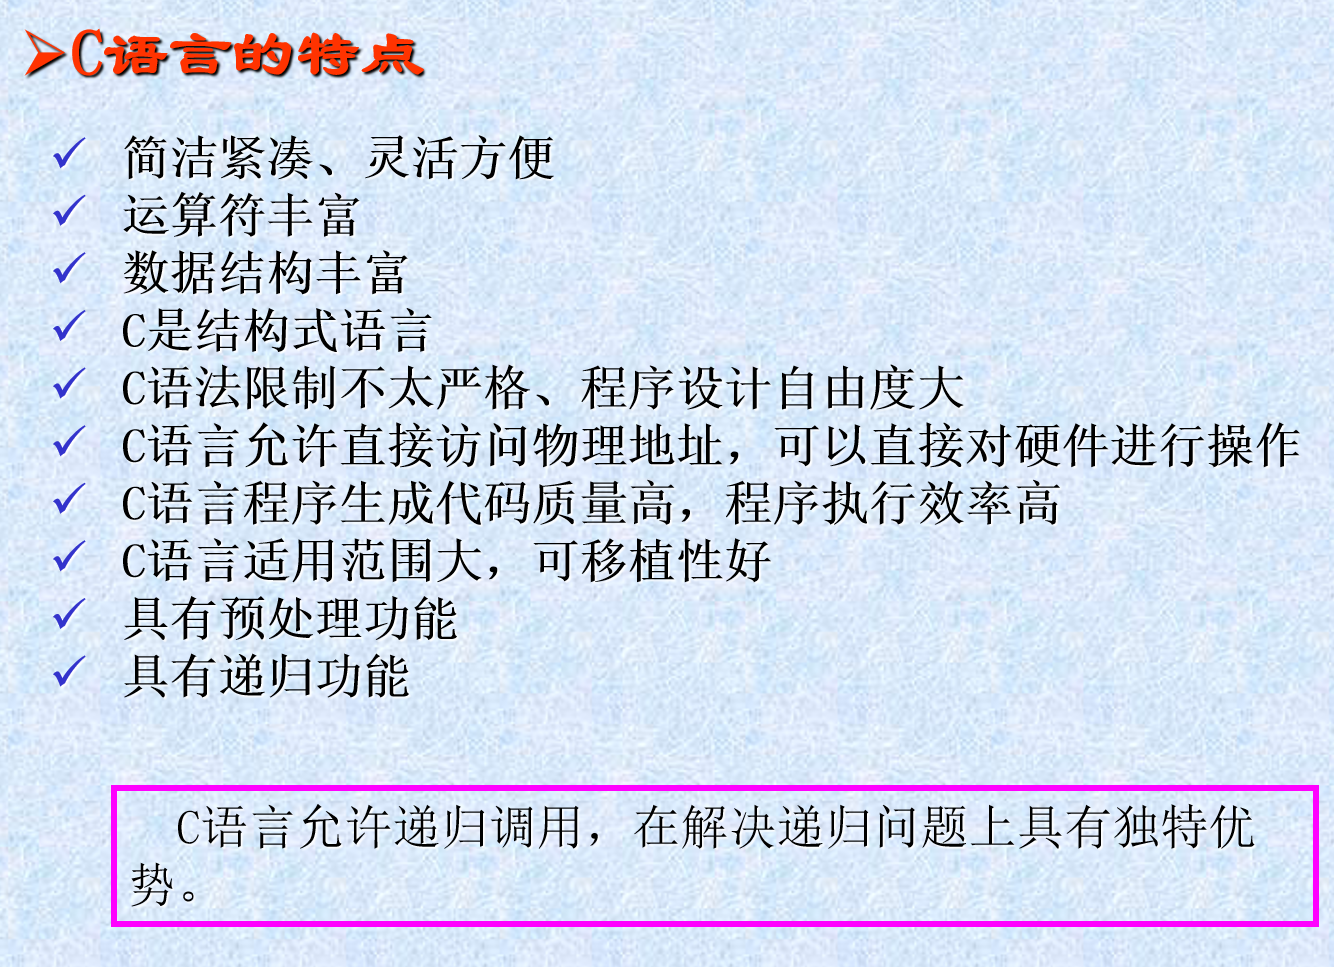 C语言的特点
简洁紧凑、灵活方便
运算符丰富
数据结构丰富
C是结构式语言
C语法限制不太严格、程序设计自由度大
C语言允许直接访问物理地址，可以直接对硬件进行操作
C语言程序生成代码质量高，程序执行效率高
C语言适用范围大，可移植性好
具有预处理功能
具有递归功能
C语言允许递归调用，在解决递归问题上具有独特优
势。